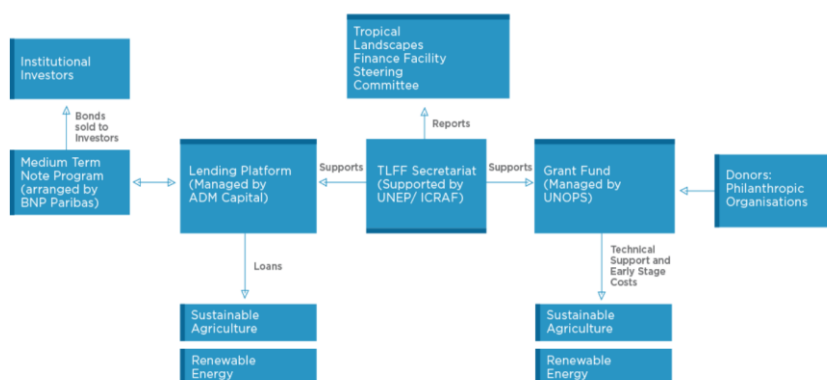 Institutional
Investors
Tropical
Landscapes
Finance Facility
Steering
Committee
Bonds
sold to
Investors
Reports
Medium Term
Note Program
(arranged by
BNP Paribas)
Lending Platform
(Managed by
ADM Capital)
Supports
TLFF Secretariat
(Supported by
UNEP/ ICRAF)
Supports
Grant Fund
(Managed by
UNOPS)
Donors:
Philanthropic
Organisations
Loans
Technical
Support and
Early Stage
Costs
Sustainable
Agriculture
Renewable
Energy
Sustainable
Agriculture
Renewable
Energy